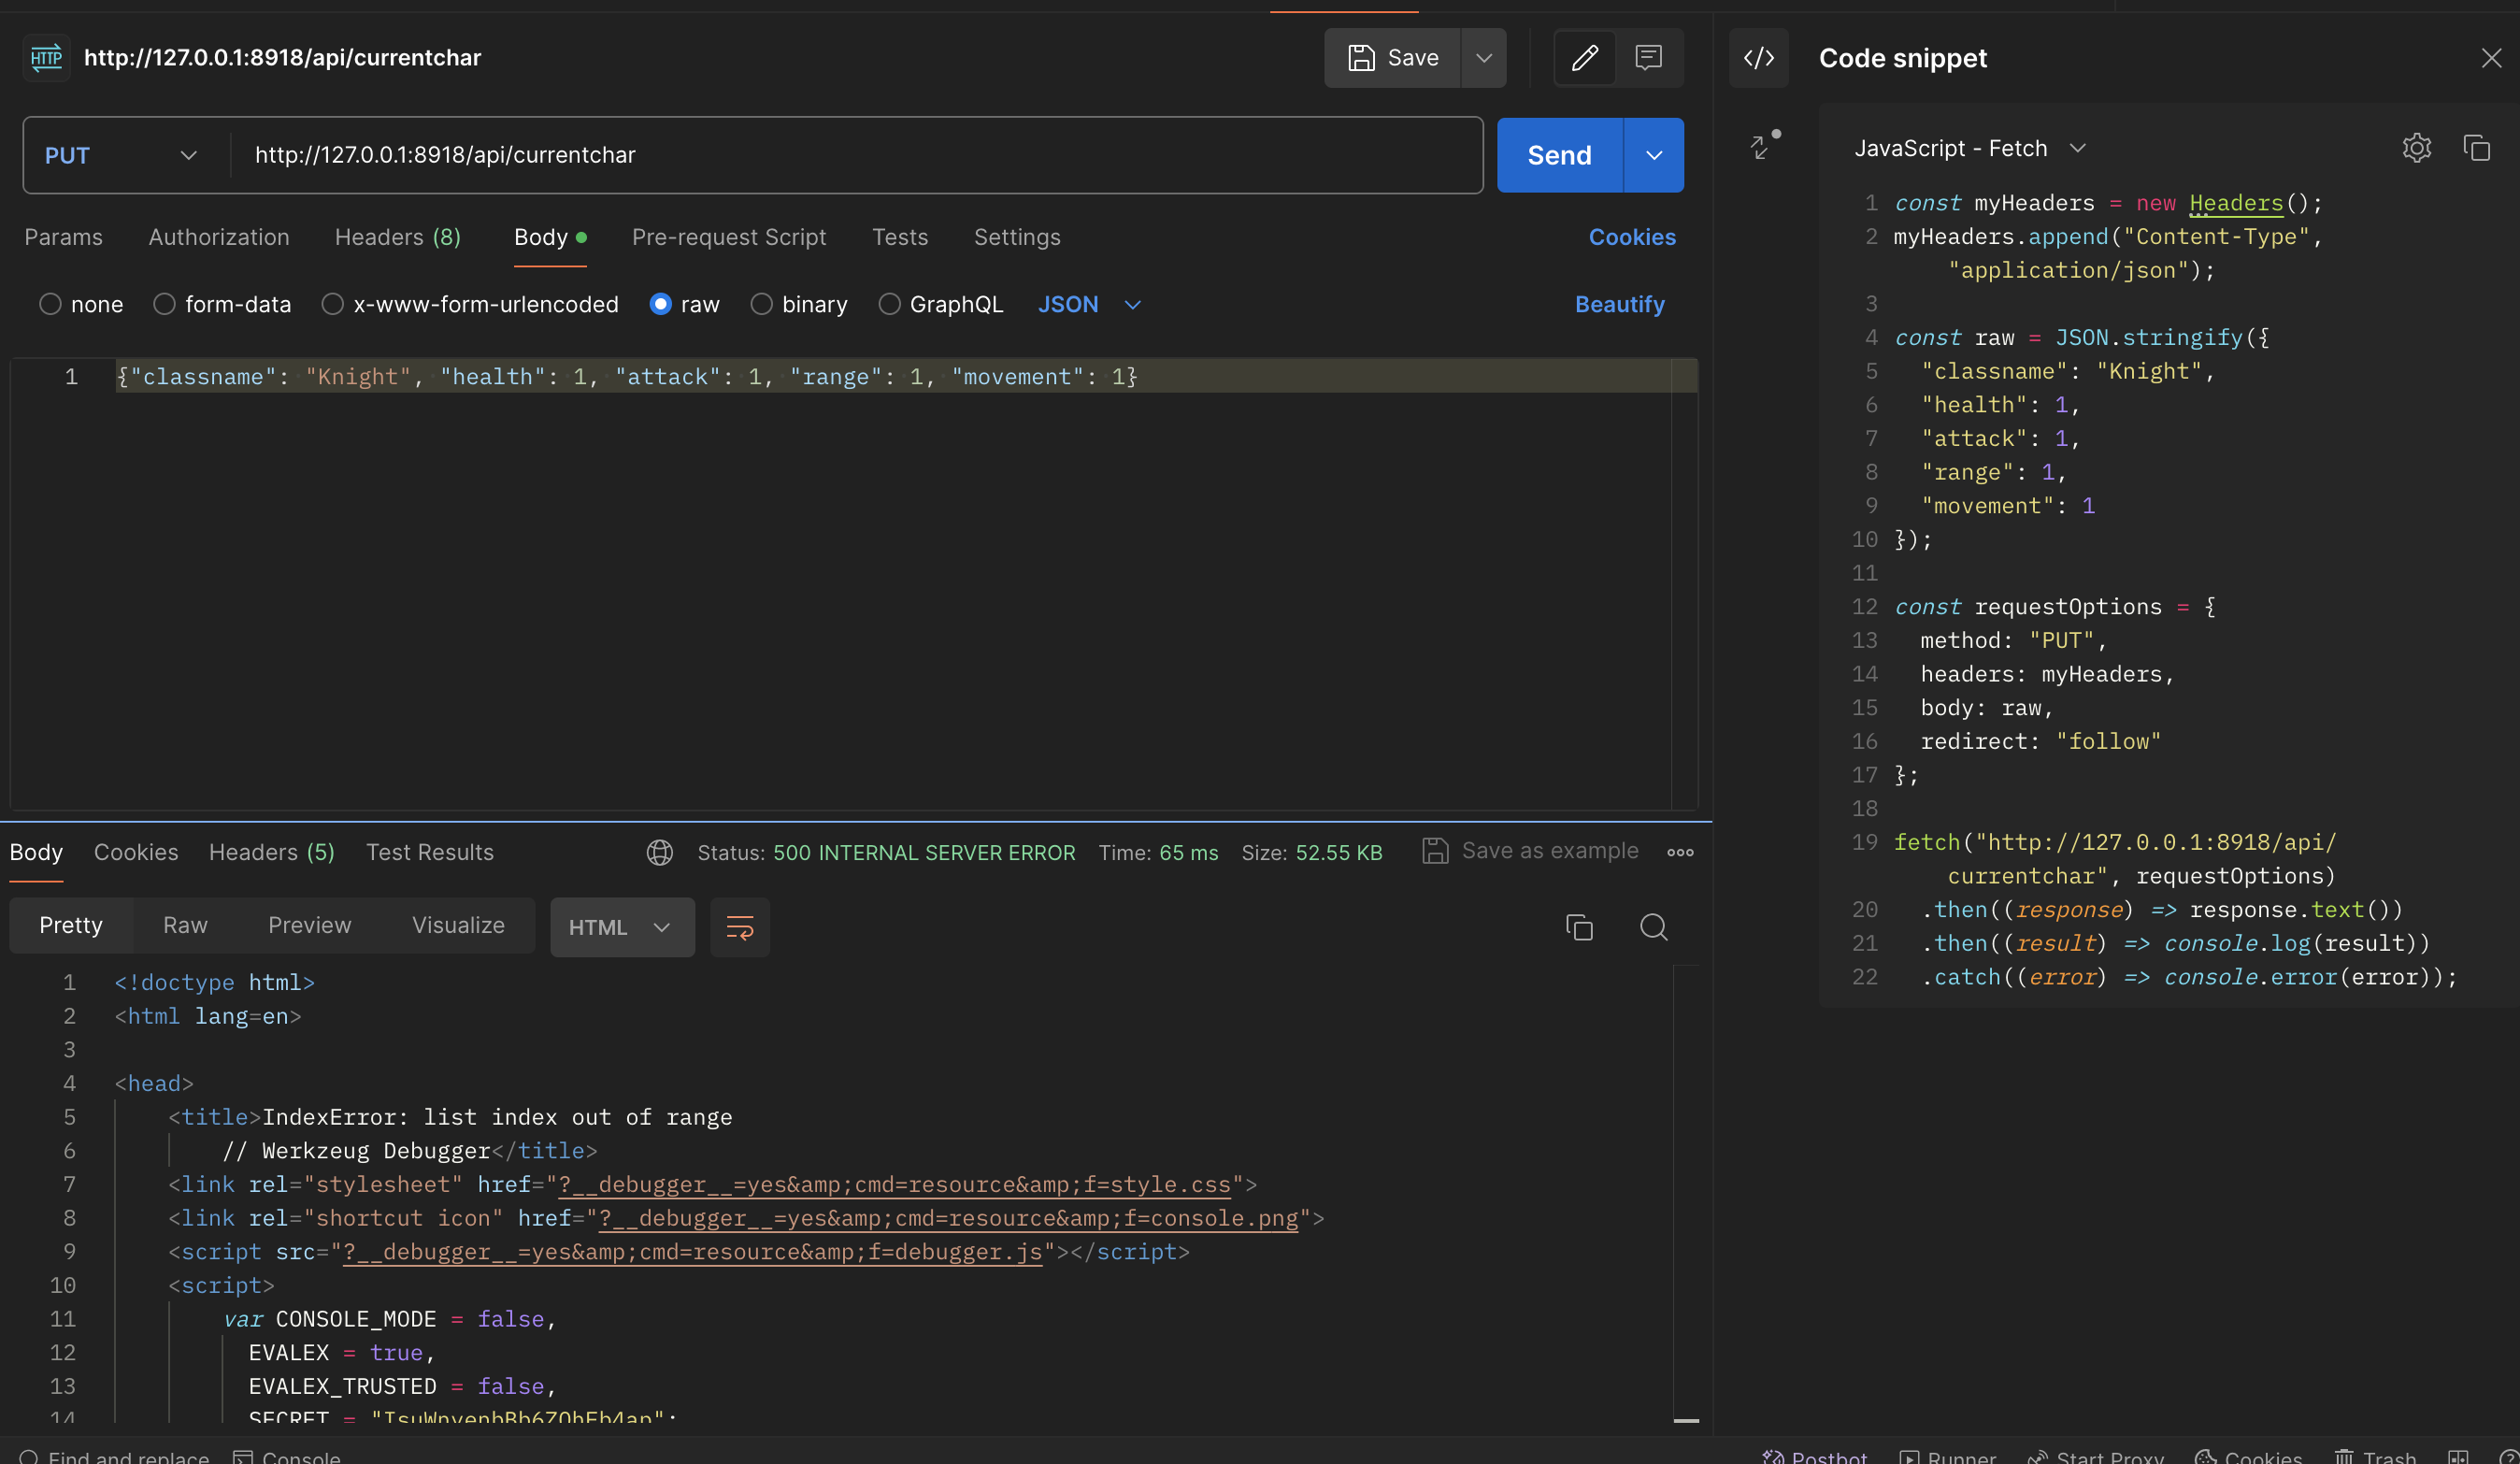 HTTP http://127.0.0.1:8918/api/currentchar Save
PUT http://127.0.0.1:8918/api/currentchar Send
Params Authorization Headers (8) Body Pre-request Script Tests Settings Cookies
none form-data x-www-form-urlencoded raw binary GraphQL JSON Beautify
1 {"classname": "Knight", "health": 1, "attack": 1, "range": 1, "movement": 1}
Body Cookies Headers (5) Test Results Status: 500 INTERNAL SERVER ERROR Time: 65 ms Size: 52.55 KB Save as example
Pretty Raw Preview Visualize HTML
1 <!doctype html>
2 <html lang=en>
3
4 <head>
5 <title>IndexError: list index out of range
6 // Werkzeug Debugger</title>
7 <link rel="stylesheet" href="?__debugger__=yes&amp;cmd=resource&amp;f=style.css">
8 <link rel="shortcut icon" href="?__debugger__=yes&amp;cmd=resource&amp;f=console.png">
9 <script src="?__debugger__=yes&amp;cmd=resource&amp;f=debugger.js"></script>
10 <script>
11 var CONSOLE_MODE = false,
12 EVALEX = true,
13 EVALEX_TRUSTED = false,
14 SECRET =
Find and replace Console
</> Code snippet
JavaScript - Fetch
1 const myHeaders = new Headers();
2 myHeaders.append("Content-Type",
"application/json");
3
4 const raw = JSON.stringify({
5 "classname": "Knight",
6 "health": 1,
7 "attack": 1,
8 "range": 1,
9 "movement": 1
10 });
11
12 const requestOptions = {
13 method: "PUT",
14 headers: myHeaders,
15 body: raw,
16 redirect: "follow"
17 };
18
19 fetch("http://127.0.0.1:8918/api/
currentchar", requestOptions)
20 .then((response) => response.text())
21 .then((result) => console.log(result))
22 .catch((error) => console.error(error));
Postbot Runner Start Proxy Cookies Trash